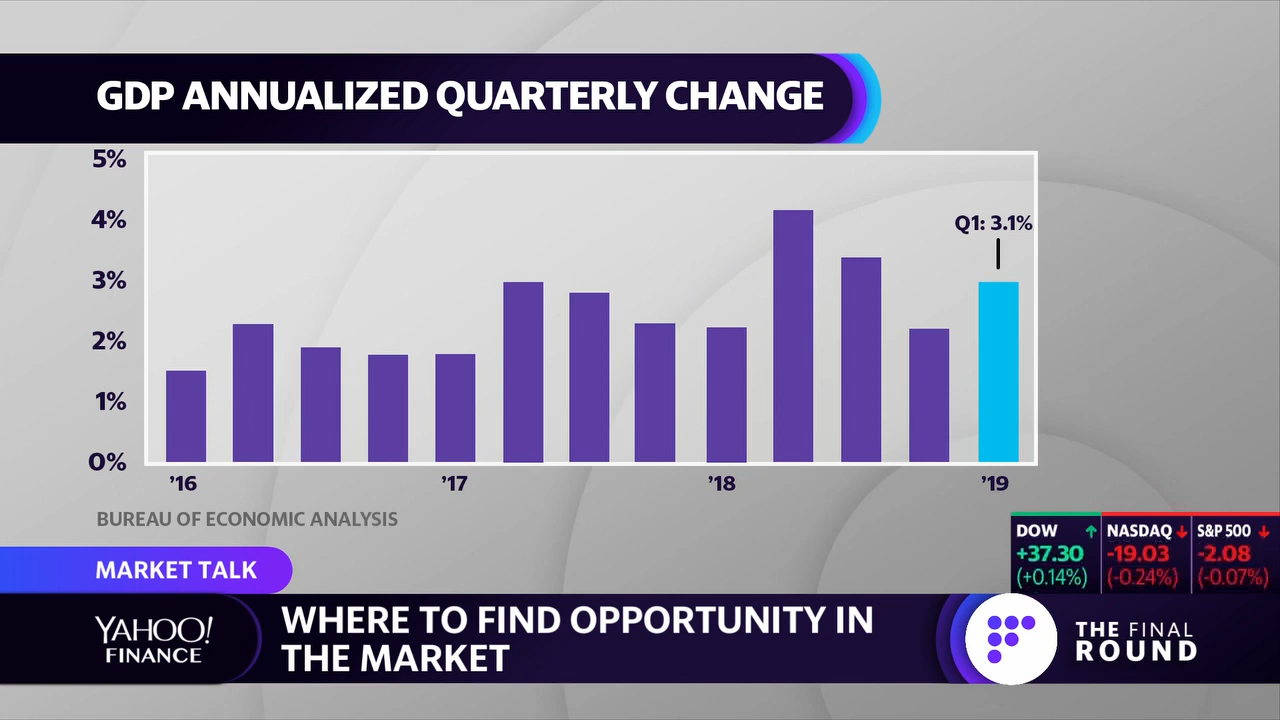 GDP ANNUALIZED QUARTERLY CHANGE
5%
4%
3%
2%
1%
0%
Q1: 3.1%
’16 ’17 ’18 ’19
BUREAU OF ECONOMIC ANALYSIS
DOW NASDAQ S&P 500
+37.30 -19.03 -2.08
(+0.14%) (-0.24%) (-0.07%)
MARKET TALK
YAHOO!
FINANCE
WHERE TO FIND OPPORTUNITY IN
THE MARKET
THE FINAL
ROUND